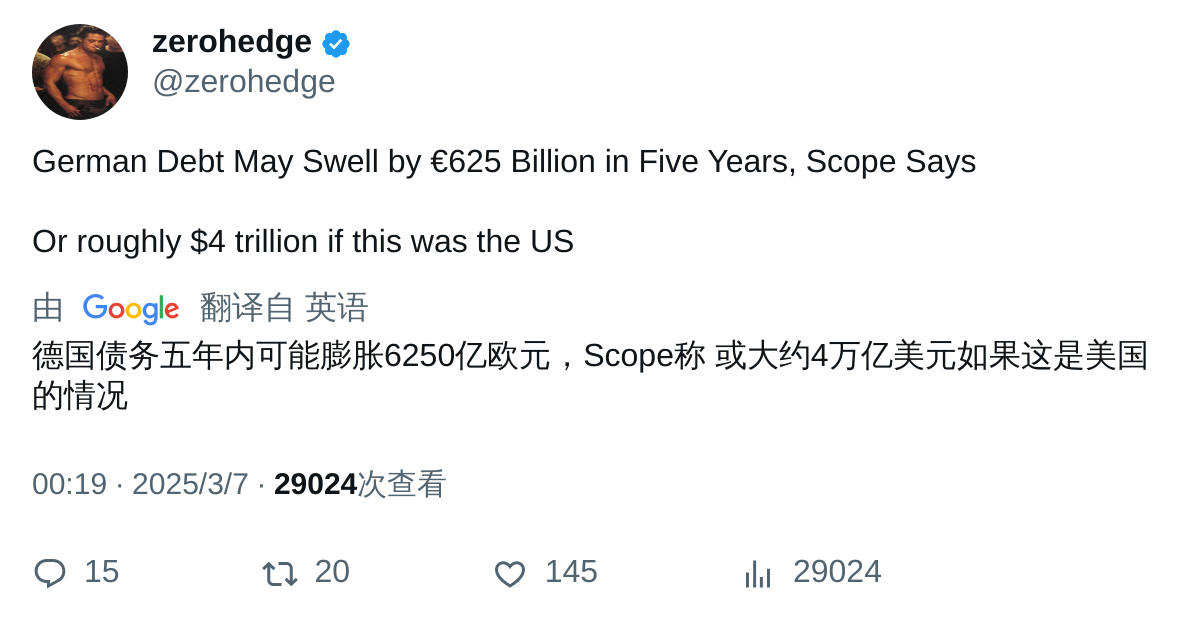 zerohedge
@zerohedge
German Debt May Swell by €625 Billion in Five Years, Scope Says
Or roughly $4 trillion if this was the US
由 Google 翻译自 英语
德国债务五年内可能膨胀6250亿欧元，Scope称 或大约4万亿美元如果这是美国
的情况
00:19 · 2025/3/7 · 29024次查看
15 20 145 29024